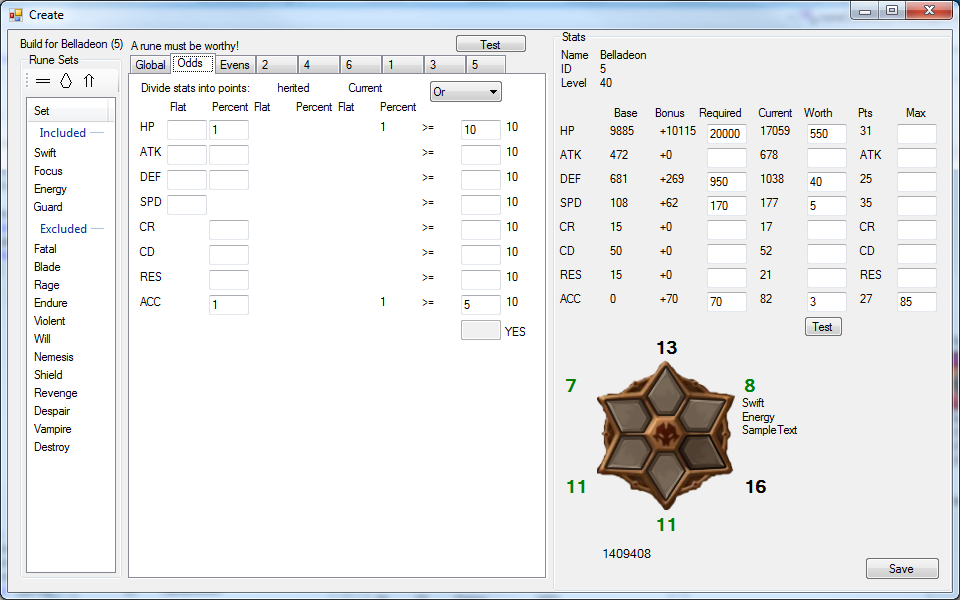 Create
Build for Belladeon (5)
A rune must be worthy!
Test
Rune Sets
Set
Included
Swift
Focus
Energy
Guard
Excluded
Fatal
Blade
Rage
Endure
Violent
Will
Nemesis
Shield
Revenge
Despair
Vampire
Destroy
Global Odds Evens 2 4 6 1 3 5
Divide stats into points: herited Current Or
Flat Percent Flat Percent Flat Percent
HP 1 1 >= 10 10
ATK >= 10
DEF >= 10
SPD >= 10
CR >= 10
CD >= 10
RES >= 10
ACC 1 1 >= 5 10
YES
Stats
Name Belladeon
ID 5
Level 40
Base Bonus Required Current Worth Pts Max
HP 9885 +10115 20000 17059 550 31
ATK 472 +0 678 ATK
DEF 681 +269 950 1038 40 25
SPD 108 +62 170 177 5 35
CR 15 +0 17 CR
CD 50 +0 52 CD
RES 15 +0 21 RES
ACC 0 +70 70 82 3 27 85
Test
13
7
8
Swift
Energy
SampleText
11
16
11
1409408
Save